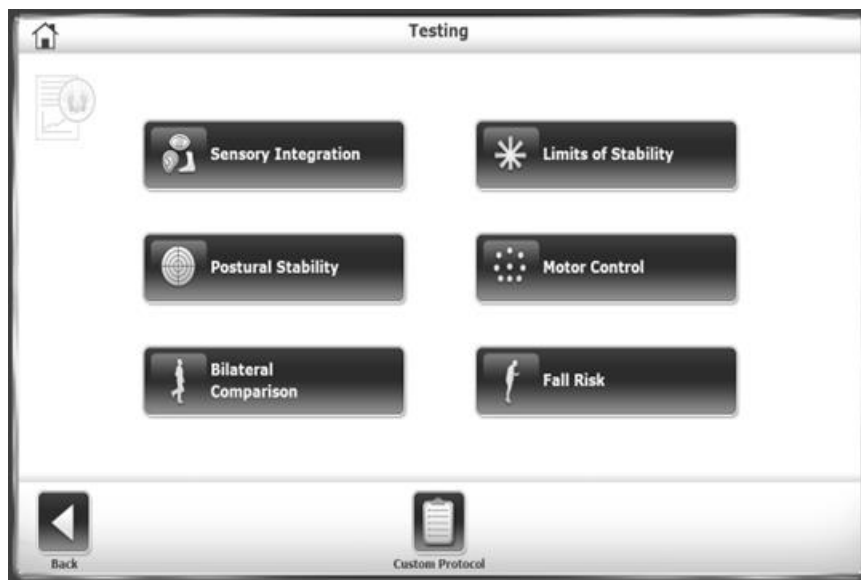 Testing
Sensory Integration
Limits of Stability
Postural Stability
Motor Control
Bilateral
Comparison
Fall Risk
Back
Custom Protocol